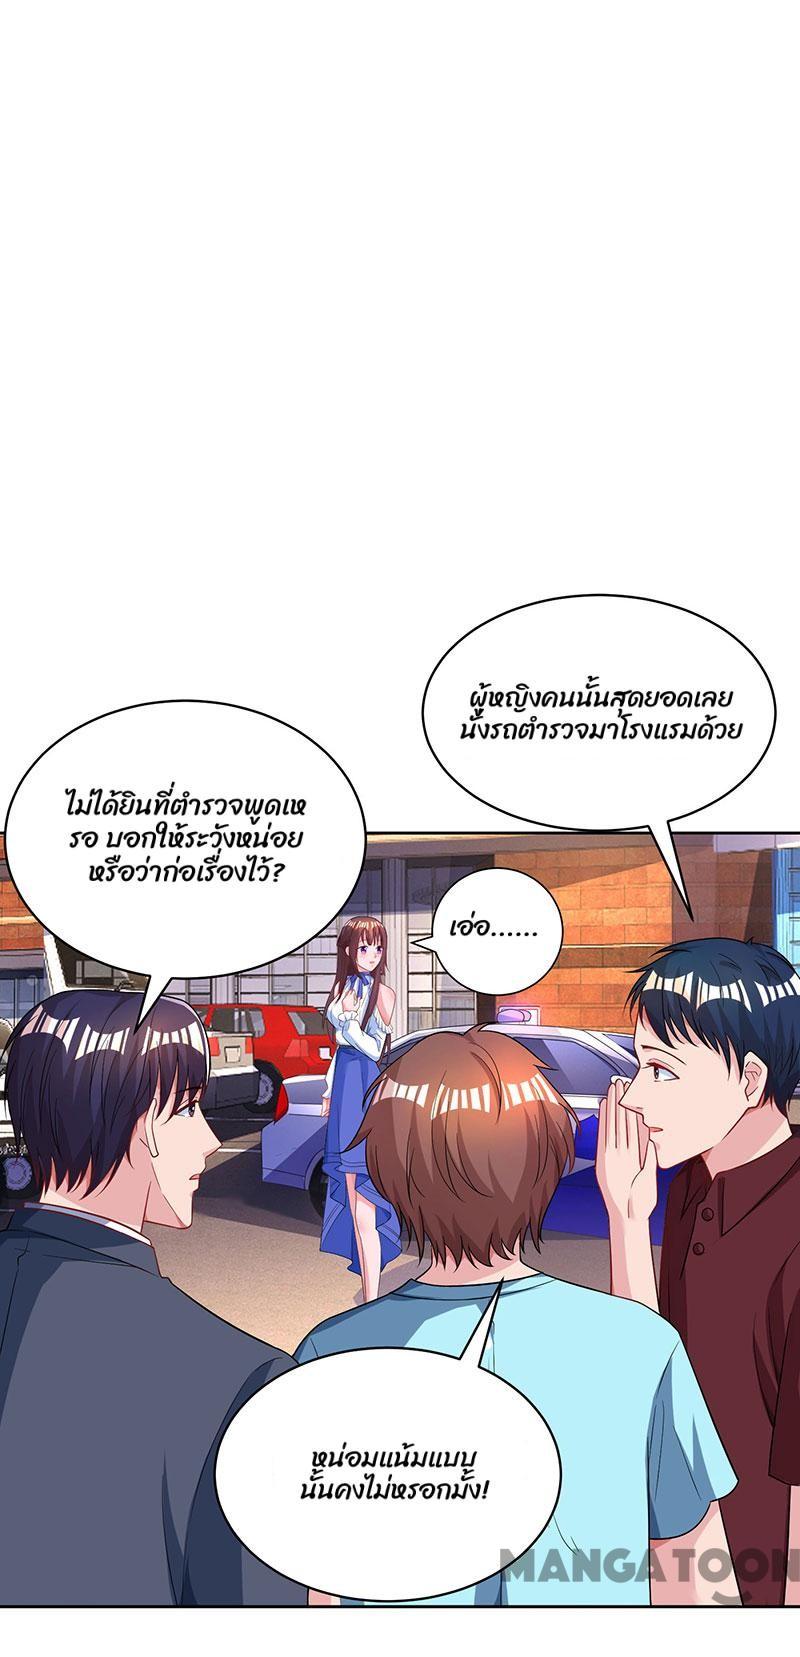 ผู้หญิงคนนั้นสุดยอดเลย
นั่งรถตำรวจมาโรงแรมด้วย
ไม่ได้ยินที่ตำรวจพูดเห
รอ บอกให้ระวังหน่อย
หรือว่าก่อเรื่องไว้?
เอ่อ......
หน่อมแน้มแบบ
นั้นคงไม่หรอกมั้ง!
MANGATOON